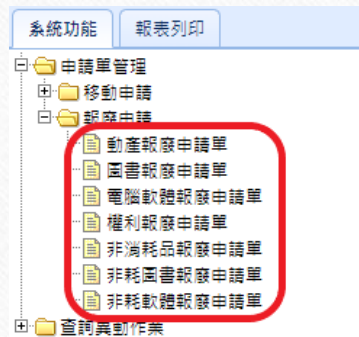 系統功能 報表列印
申請單管理
移動申請
報廢申請
動產報廢申請單
圖書報廢申請單
電腦軟體報廢申請單
權利報廢申請單
非消耗品報廢申請單
非耗圖書報廢申請單
非耗軟體報廢申請單
查詢異動作業